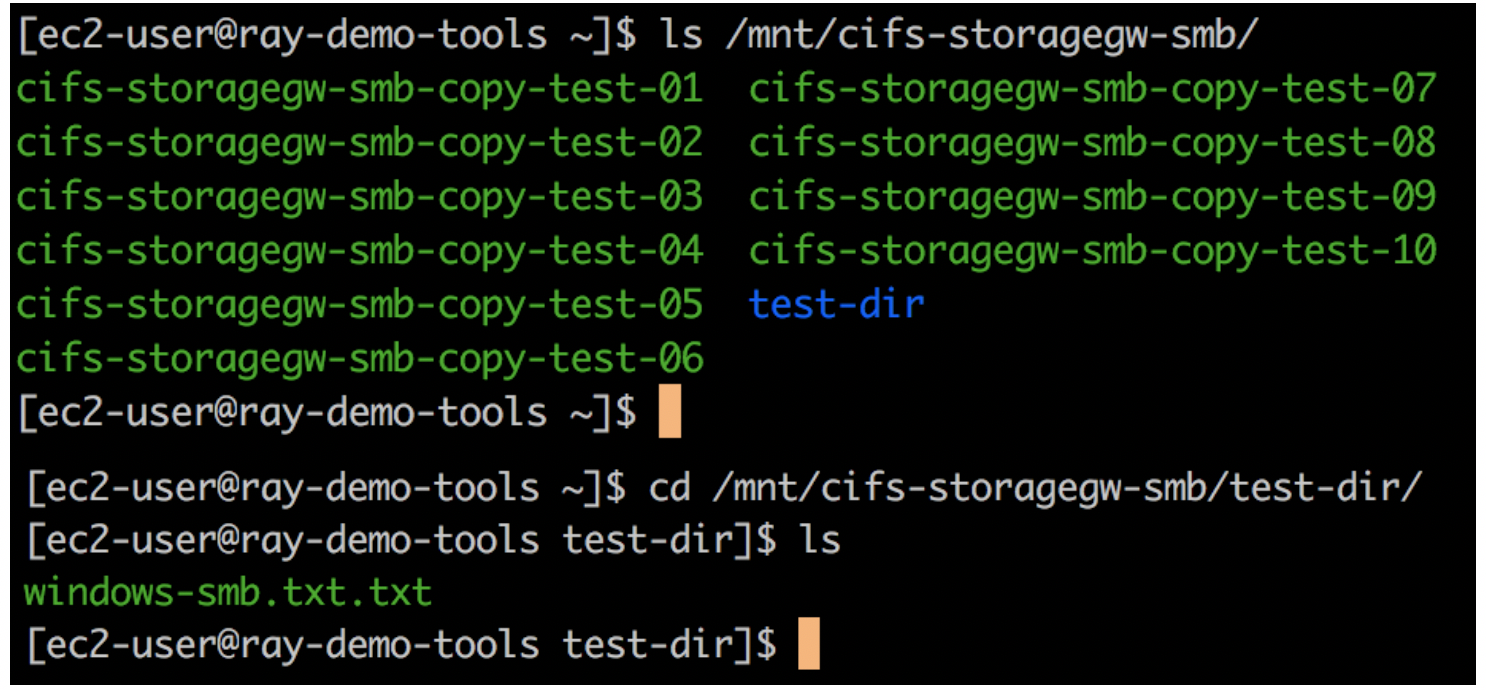 [ec2-user@ray-demo-tools ~]$ ls /mnt/cifs-storagegw-smb/
cifs-storagegw-smb-copy-test-01  cifs-storagegw-smb-copy-test-07
cifs-storagegw-smb-copy-test-02  cifs-storagegw-smb-copy-test-08
cifs-storagegw-smb-copy-test-03  cifs-storagegw-smb-copy-test-09
cifs-storagegw-smb-copy-test-04  cifs-storagegw-smb-copy-test-10
cifs-storagegw-smb-copy-test-05  test-dir
cifs-storagegw-smb-copy-test-06
[ec2-user@ray-demo-tools ~]$
[ec2-user@ray-demo-tools ~]$ cd /mnt/cifs-storagegw-smb/test-dir/
[ec2-user@ray-demo-tools test-dir]$ ls
windows-smb.txt.txt
[ec2-user@ray-demo-tools test-dir]$